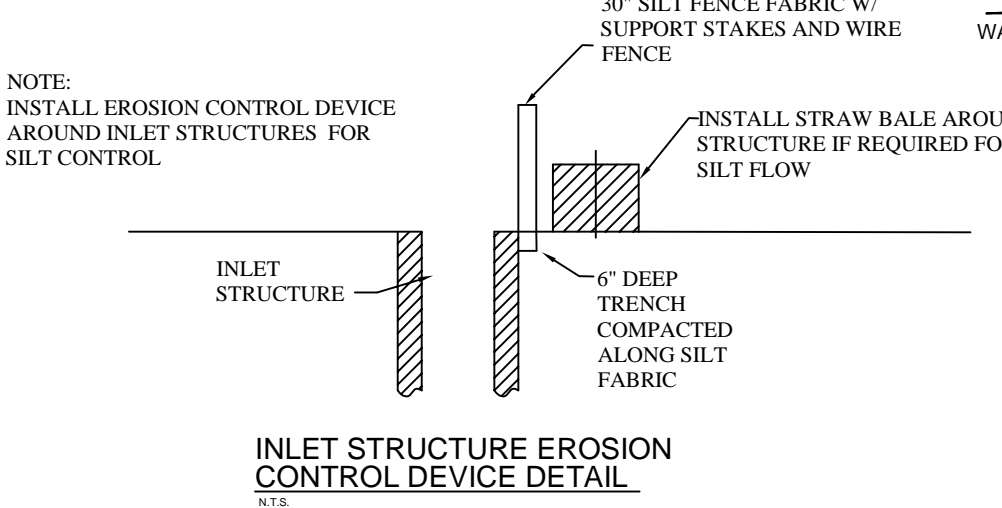 30" SILT FENCE FABRIC W/
SUPPORT STAKES AND WIRE
FENCE
NOTE:
INSTALL EROSION CONTROL DEVICE
AROUND INLET STRUCTURES FOR
SILT CONTROL
INSTALL STRAW BALE AROU
STRUCTURE IF REQUIRED FO
SILT FLOW
INLET
STRUCTURE
6" DEEP
TRENCH
COMPACTED
ALONG SILT
FABRIC
INLET STRUCTURE EROSION
CONTROL DEVICE DETAIL
N.T.S.